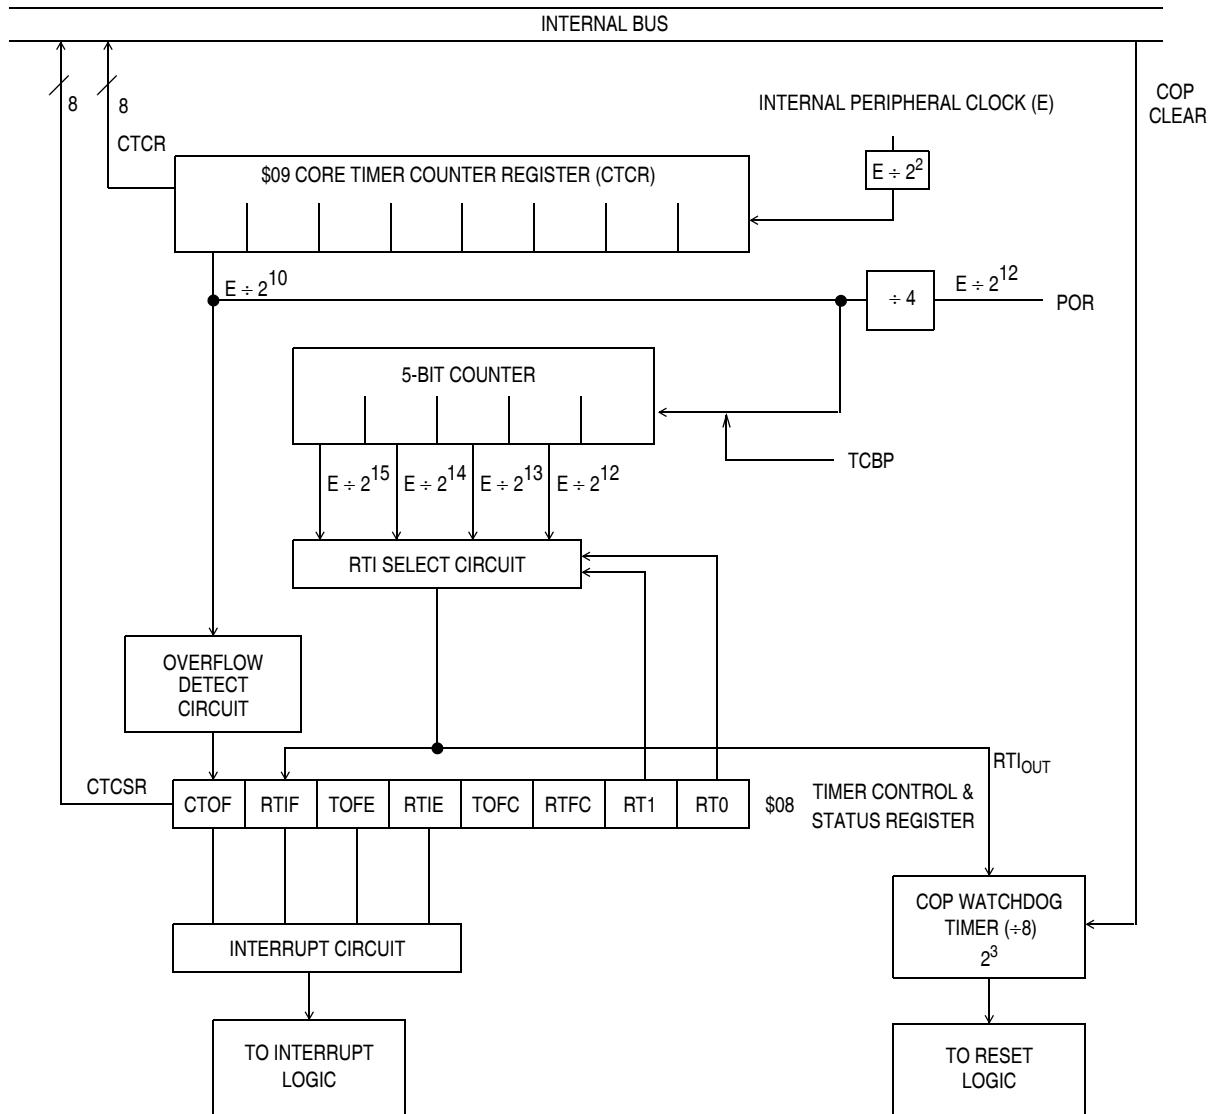 INTERNAL BUS
8
8
CTCR
INTERNAL PERIPHERAL CLOCK (E)
COP
CLEAR
E ÷ 2²
$09 CORE TIMER COUNTER REGISTER (CTCR)
E ÷ 2¹⁰
÷ 4
E ÷ 2¹²
POR
5-BIT COUNTER
TCBP
E ÷ 2¹⁵
E ÷ 2¹⁴
E ÷ 2¹³
E ÷ 2¹²
RTI SELECT CIRCUIT
OVERFLOW
DETECT
CIRCUIT
RTIOUT
CTCSR
CTOF RTIF TOFE RTIE TOFC RTFC RT1 RT0
$08
TIMER CONTROL &
STATUS REGISTER
COP WATCHDOG
TIMER (÷8)
2³
INTERRUPT CIRCUIT
TO INTERRUPT
LOGIC
TO RESET
LOGIC